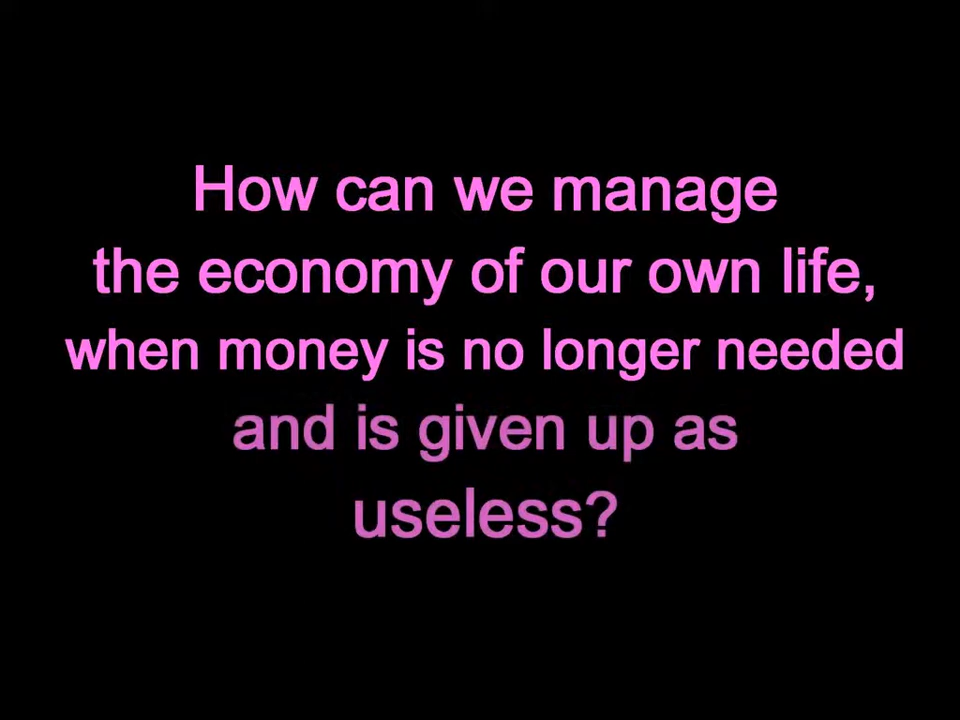 How can we manage
the economy of our own life,
when money is no longer needed
and is given up as
useless?